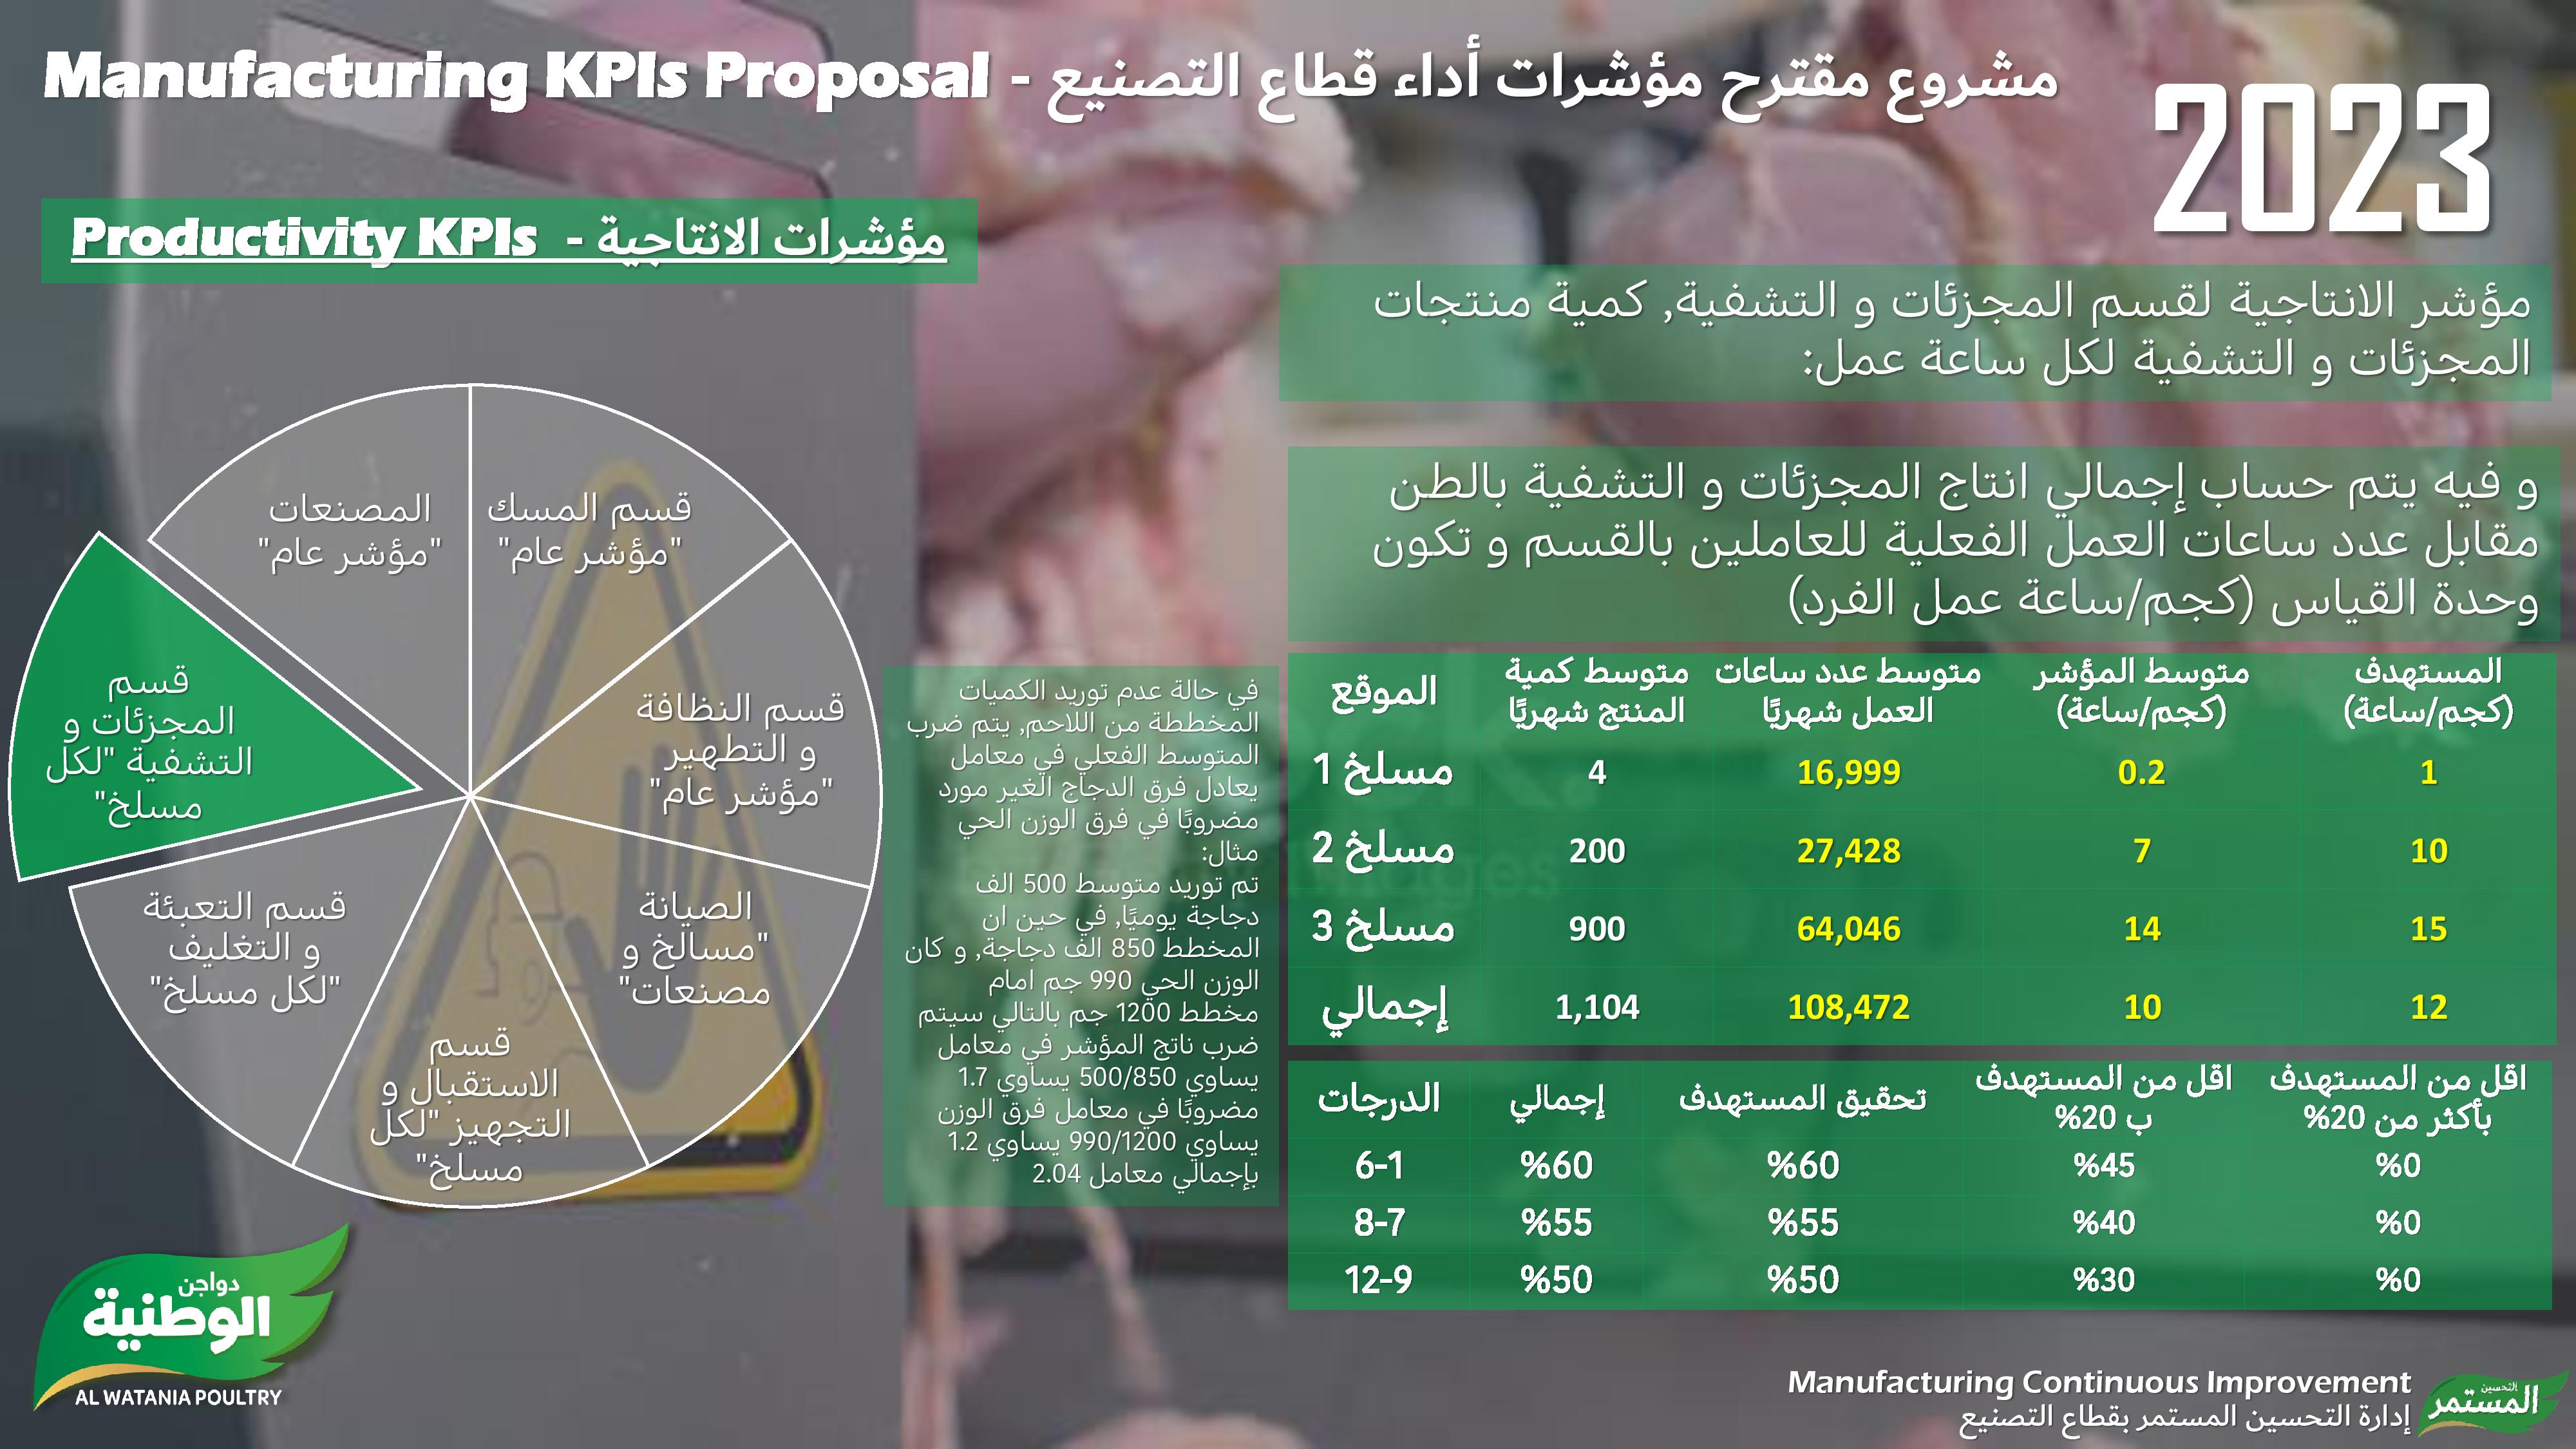 Manufacturing KPIs Proposal - مشروع مقترح مؤشرات أداء قطاع التصنيع
2023
Productivity KPIs - مؤشرات الانتاجية
مؤشر الانتاجية لقسم المجزئات و التشفية, كمية منتجات
المجزئات و التشفية لكل ساعة عمل:
و فيه يتم حساب إجمالي انتاج المجزئات و التشفية بالطن
مقابل عدد ساعات العمل الفعلية للعاملين بالقسم و تكون
وحدة القياس (كجم/ساعة عمل الفرد)
قسم المسك
"مؤشر عام"
قسم النظافة
و التطهير
"مؤشر عام"
الصيانة
"مسالخ و
مصنعات"
قسم
الاستقبال و
التجهيز "لكل
مسلخ"
قسم التعبئة
و التغليف
"لكل مسلخ"
قسم
المجزئات و
التشفية "لكل
مسلخ"
المصنعات
"مؤشر عام"
في حالة عدم توريد الكميات
المخططة من اللاحم, يتم ضرب
المتوسط الفعلي في معامل
يعادل فرق الدجاج الغير مورد
مضروبًا في فرق الوزن الحي
مثال:
تم توريد متوسط 500 الف
دجاجة يوميًا, في حين ان
المخطط 850 الف دجاجة, و كان
الوزن الحي 990 جم امام
مخطط 1200 جم بالتالي سيتم
ضرب ناتج المؤشر في معامل
يساوي 500/850 يساوي 1.7
مضروبًا في معامل فرق الوزن
يساوي 990/1200 يساوي 1.2
بإجمالي معامل 2.04
الموقع متوسط كمية المنتج شهريًا متوسط عدد ساعات العمل شهريًا متوسط المؤشر (كجم/ساعة) المستهدف (كجم/ساعة)
مسلخ 1 4 16,999 0.2 1
مسلخ 2 200 27,428 7 10
مسلخ 3 900 64,046 14 15
إجمالي 1,104 108,472 10 12
الدرجات إجمالي تحقيق المستهدف اقل من المستهدف ب 20% اقل من المستهدف بأكثر من 20%
6-1 %60 %60 %45 %0
8-7 %55 %55 %40 %0
12-9 %50 %50 %30 %0
دواجن
الوطنية
AL WATANIA POULTRY
Manufacturing Continuous Improvement
إدارة التحسين المستمر بقطاع التصنيع
التحسين
المستمر